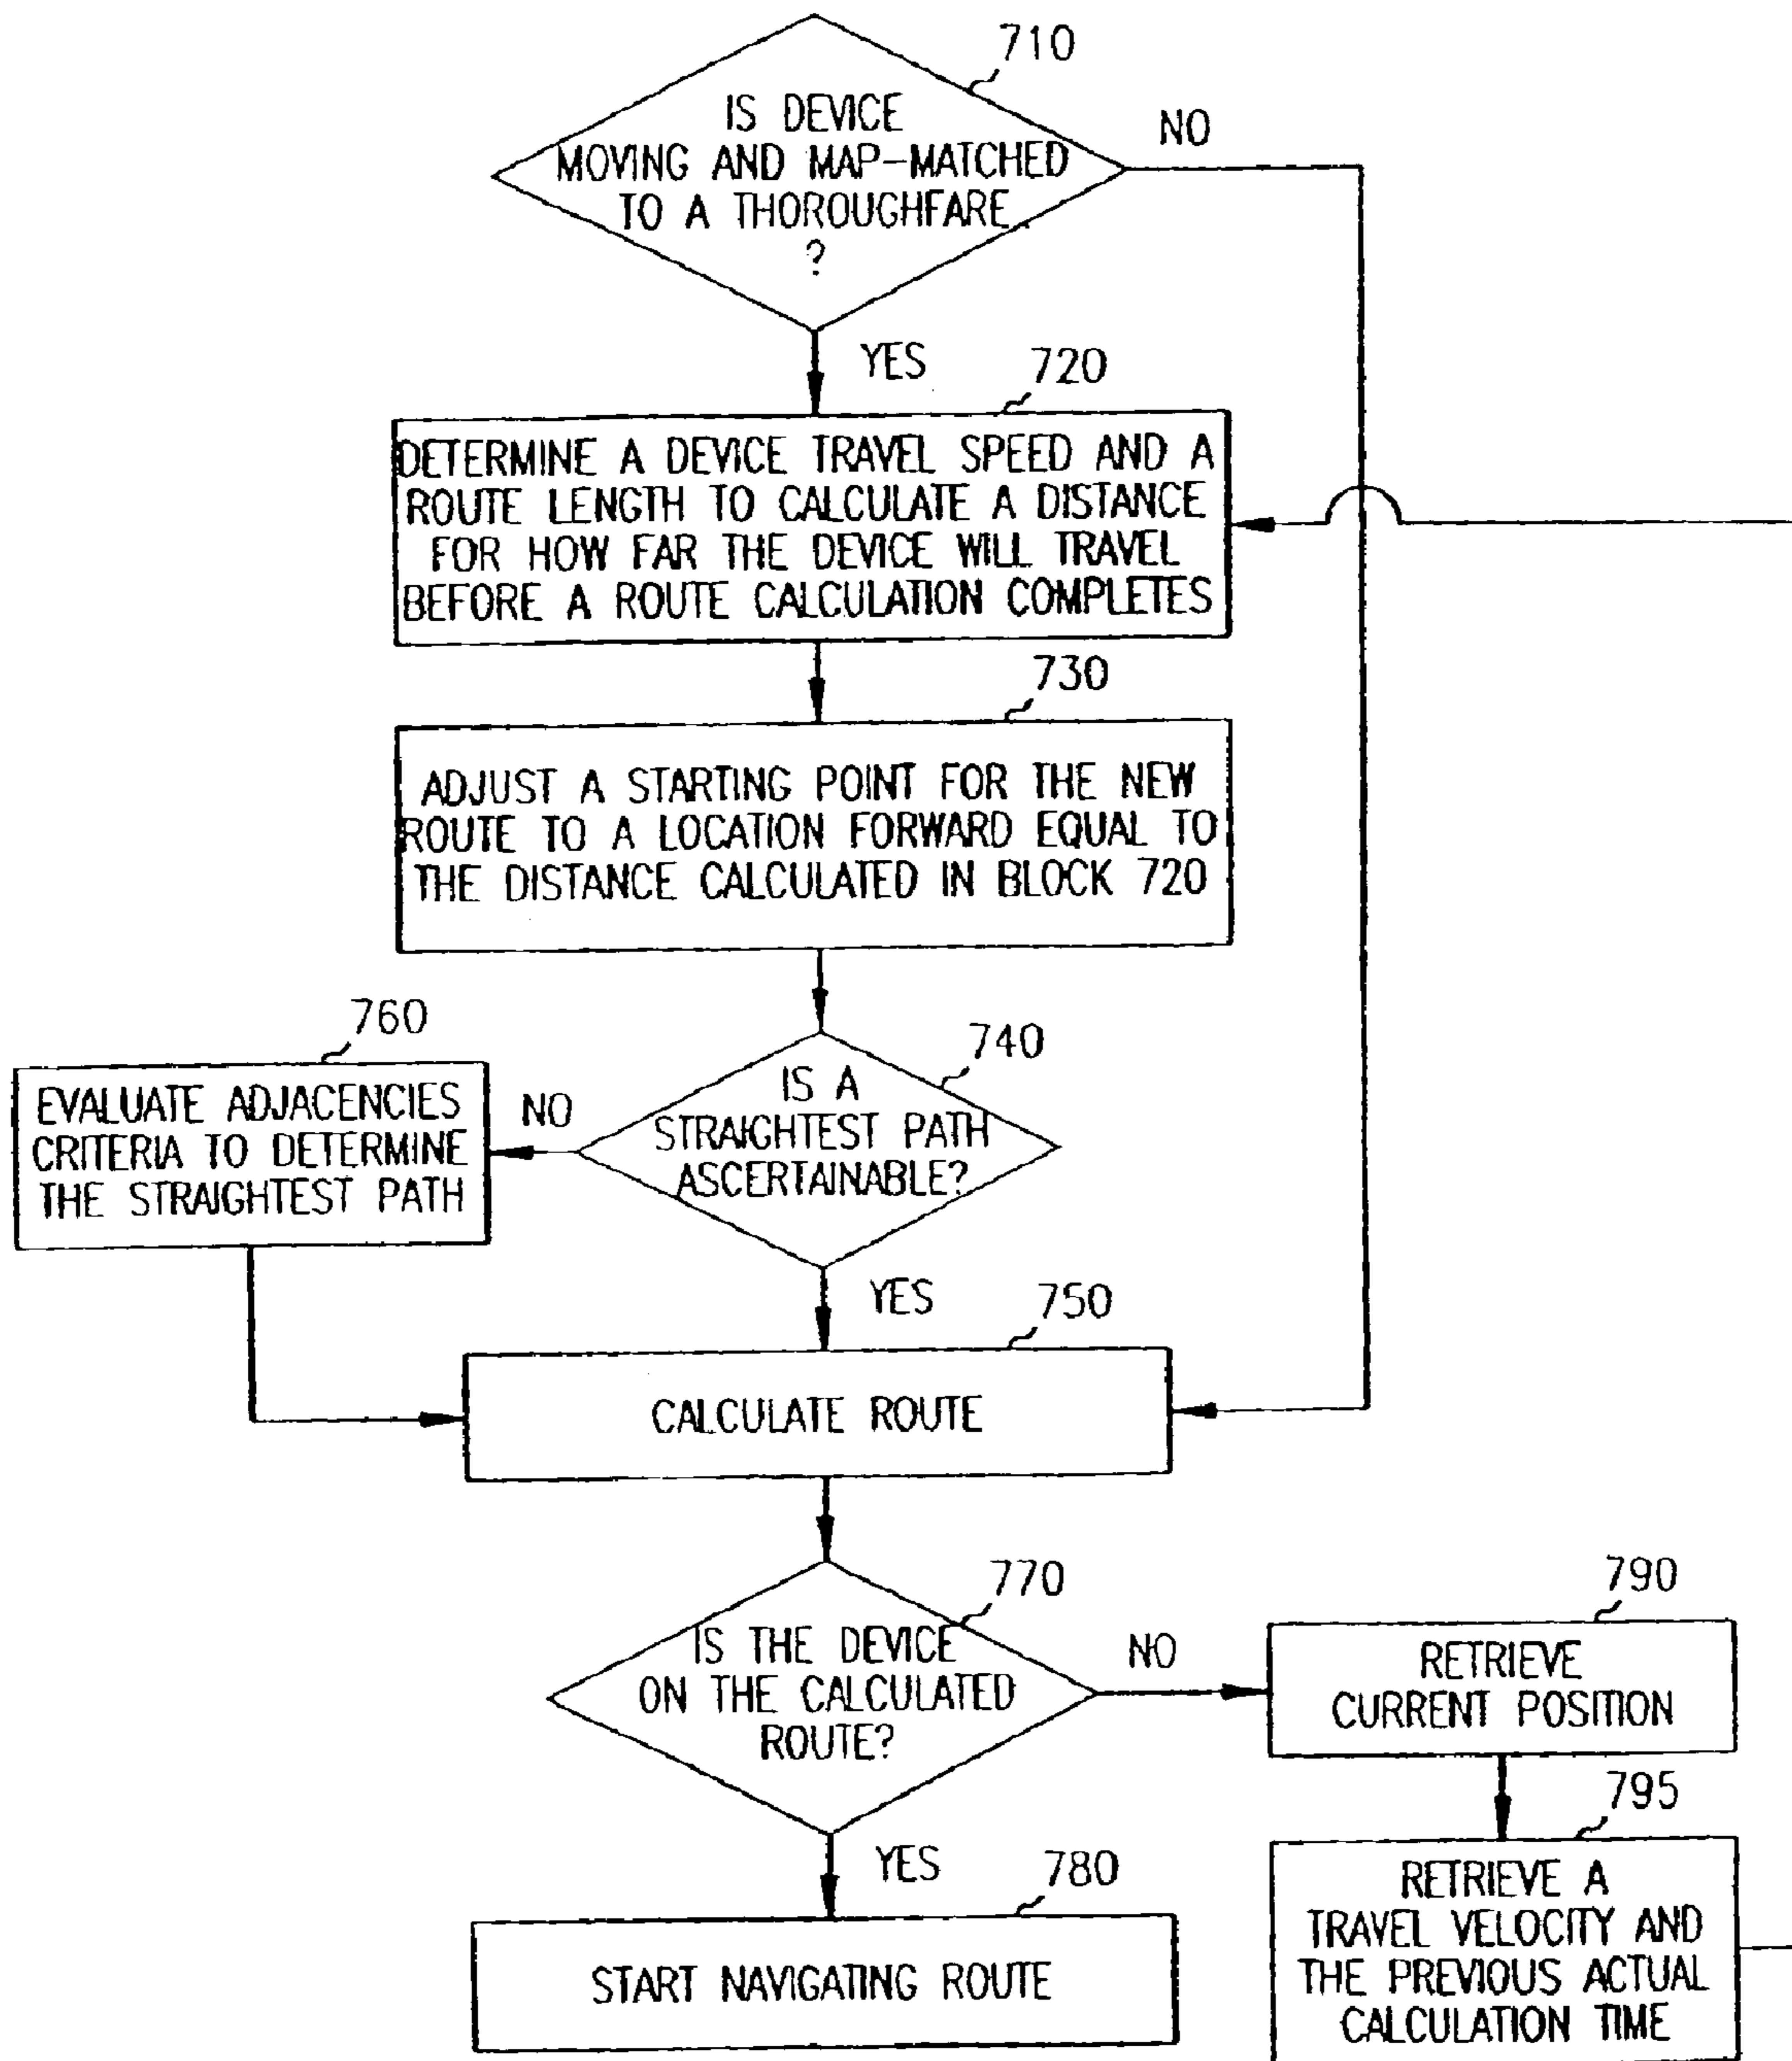 710
IS DEVICE
MOVING AND MAP-MATCHED
TO A THOROUGHFARE
?
NO
YES
720
DETERMINE A DEVICE TRAVEL SPEED AND A
ROUTE LENGTH TO CALCULATE A DISTANCE
FOR HOW FAR THE DEVICE WILL TRAVEL
BEFORE A ROUTE CALCULATION COMPLETES
730
ADJUST A STARTING POINT FOR THE NEW
ROUTE TO A LOCATION FORWARD EQUAL TO
THE DISTANCE CALCULATED IN BLOCK 720
740
IS A
STRAIGHTEST PATH
ASCERTAINABLE?
NO
760
EVALUATE ADJACENCIES
CRITERIA TO DETERMINE
THE STRAIGHTEST PATH
YES
750
CALCULATE ROUTE
770
IS THE DEVICE
ON THE CALCULATED
ROUTE?
NO
790
RETRIEVE
CURRENT POSITION
795
RETRIEVE A
TRAVEL VELOCITY AND
THE PREVIOUS ACTUAL
CALCULATION TIME
YES
780
START NAVIGATING ROUTE